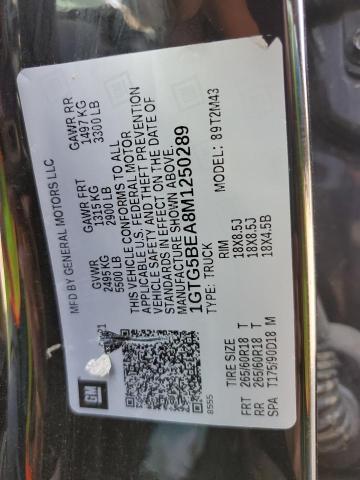 GM
MFD BY GENERAL MOTORS LLC
GVWR GAWR FRT GAWR RR
2495 KG 1315 KG 1497 KG
5500 LB 2900 LB 3300 LB
THIS VEHICLE CONFORMS TO ALL
APPLICABLE U.S. FEDERAL MOTOR
VEHICLE SAFETY AND THEFT PREVENTION
STANDARDS IN EFFECT ON THE DATE OF
MANUFACTURE SHOWN ABOVE.
1GTG5BEA8M1250289
TYPE: TRUCK MODEL: 89T2M43
8555
TIRE SIZE RIM
FRT 265/60R18 T 18X8.5J
RR 265/60R18 T 18X8.5J
SPA T175/90D18 M 18X4.5B